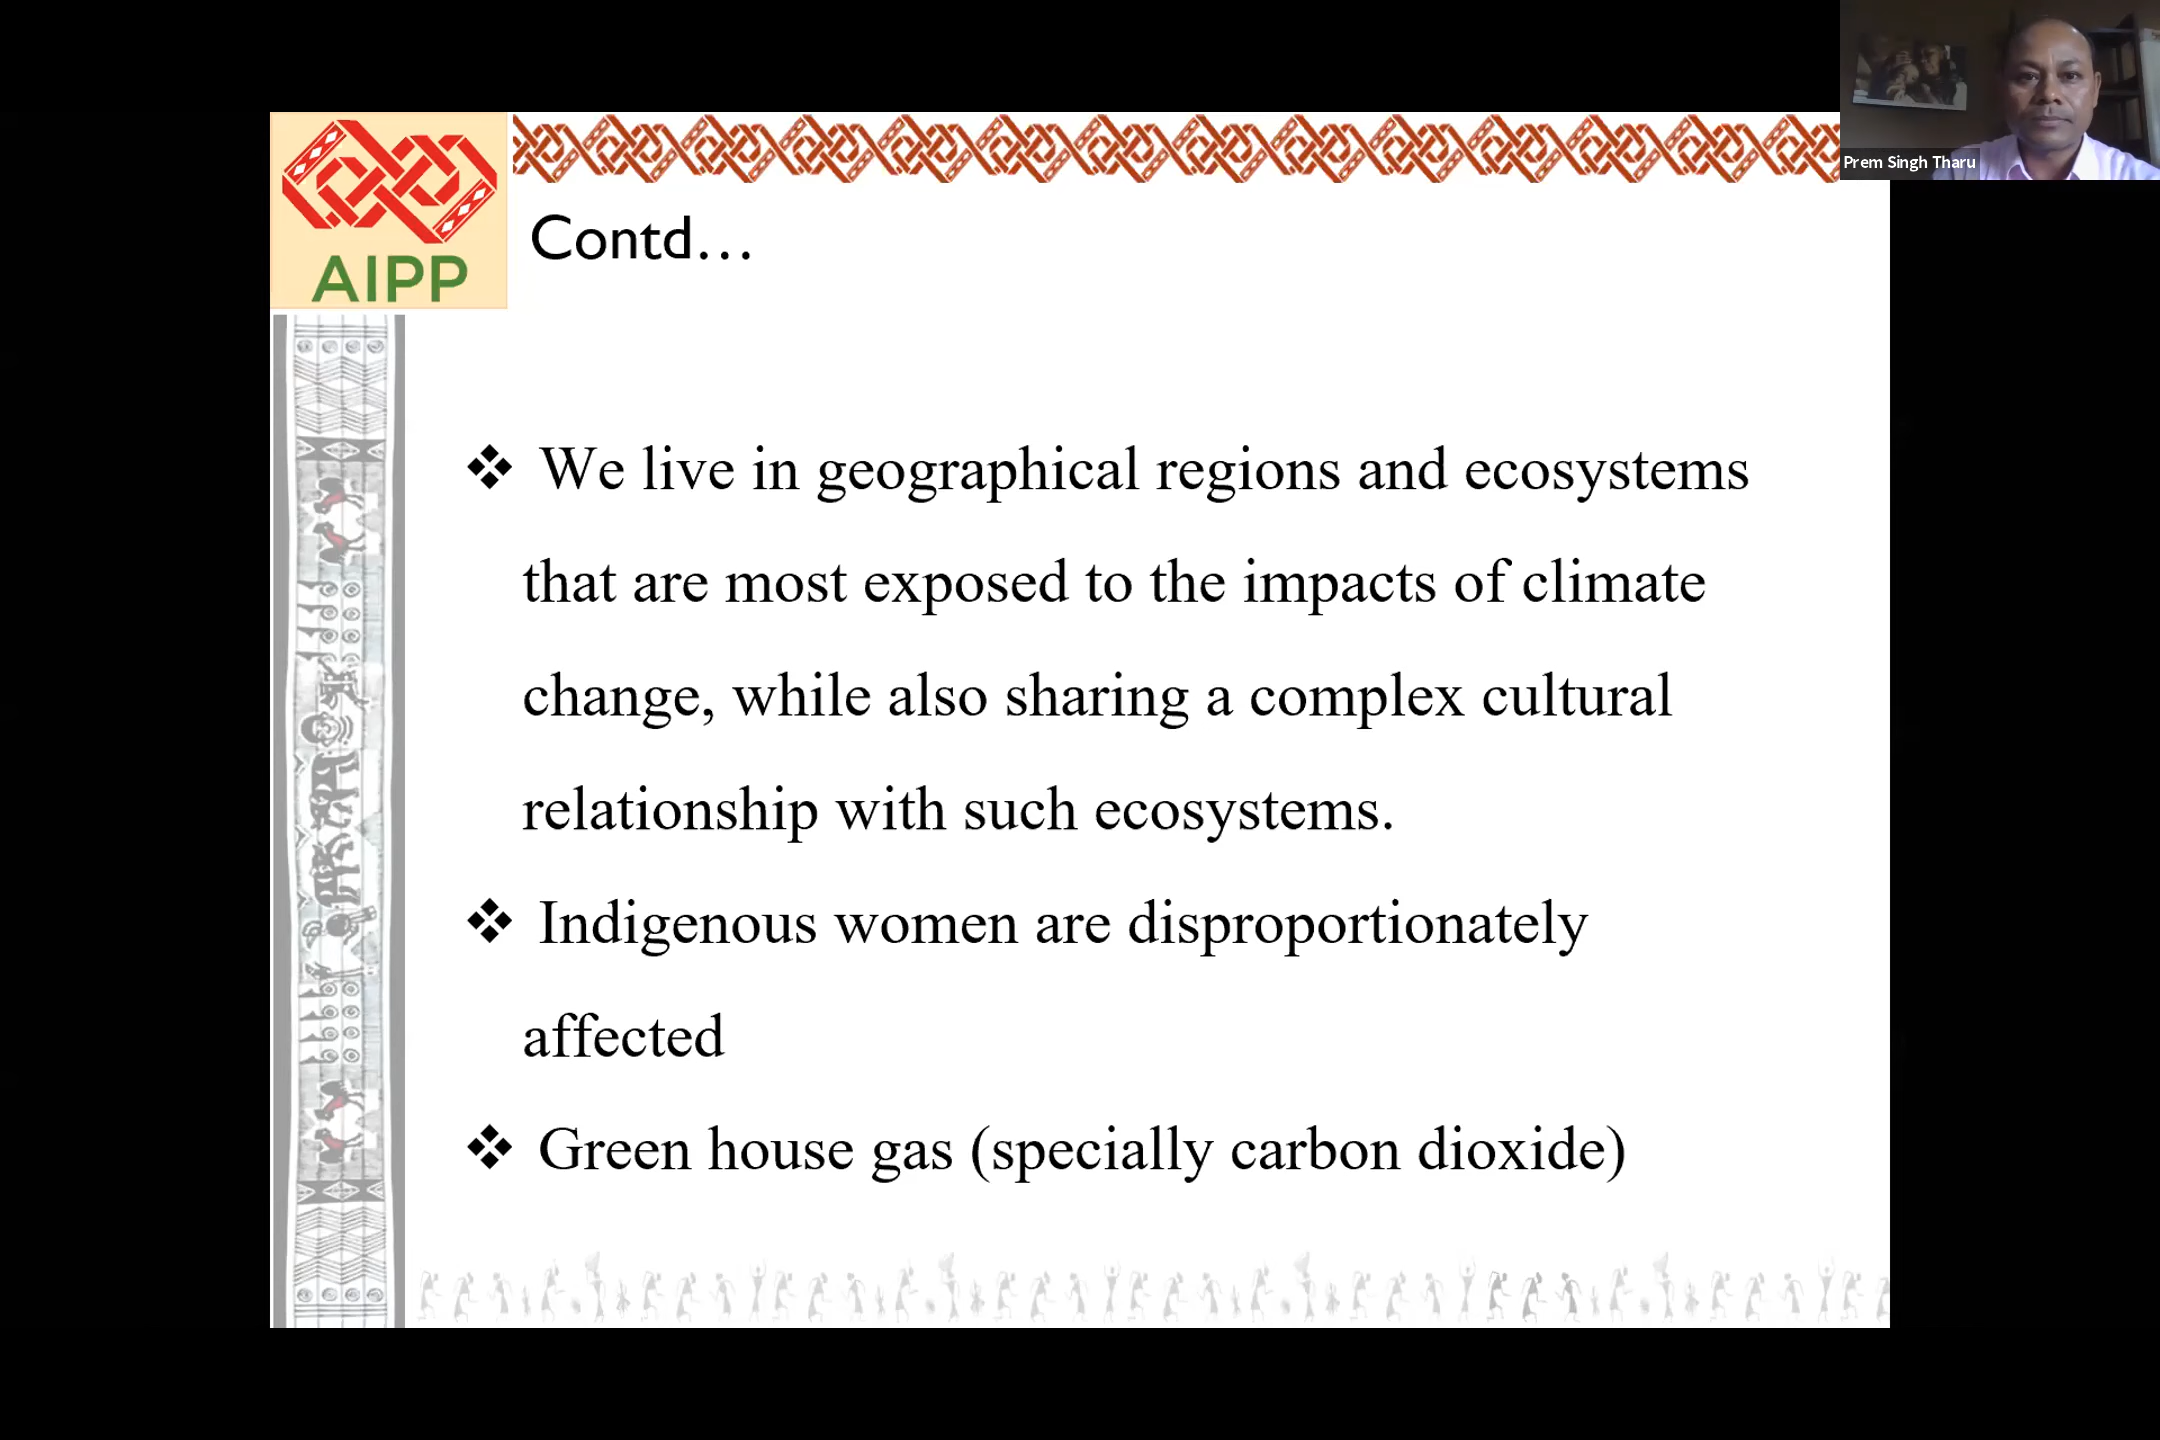 Prem Singh Tharu
AIPP
Contd...
❖ We live in geographical regions and ecosystems
that are most exposed to the impacts of climate
change, while also sharing a complex cultural
relationship with such ecosystems.
❖ Indigenous women are disproportionately
affected
❖ Green house gas (specially carbon dioxide)